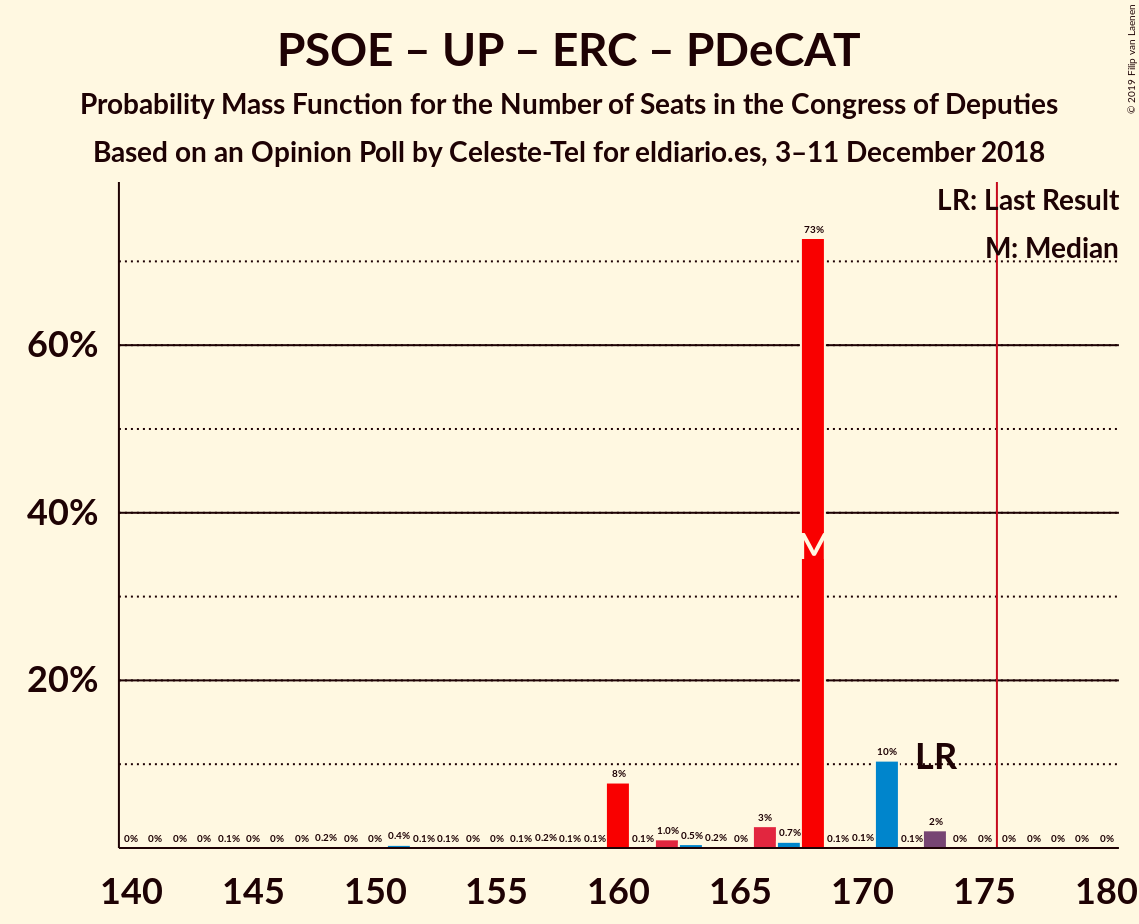 PSOE – UP – ERC – PDeCAT
Probability Mass Function for the Number of Seats in the Congress of Deputies
Based on an Opinion Poll by Celeste-Tel for eldiario.es, 3–11 December 2018
© 2019 Filip van Laenen
LR: Last Result
M: Median
73%
60%
40%
M
20%
10%
LR
8%
2%
3%
0% 0% 0% 0% 0.1% 0% 0% 0% 0.2% 0% 0% 0.4% 0.1% 0.1% 0% 0% 0.1% 0.2% 0.1% 0.1% 0.1% 1.0% 0.5% 0.2% 0% 0.7% 0.1% 0.1% 0.1% 0% 0% 0% 0% 0% 0% 0%
140 145 150 155 160 165 170 175 180